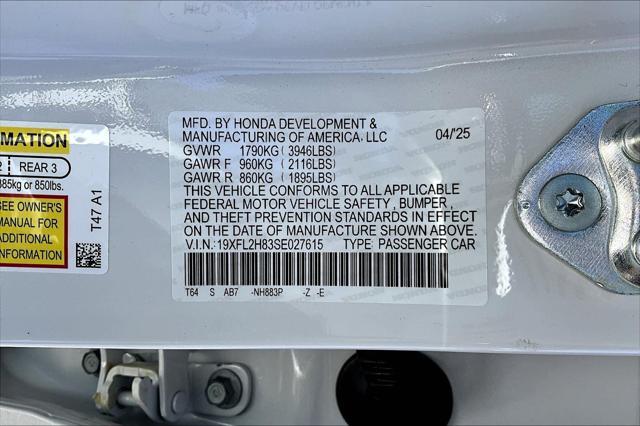 MATION
2 REAR 3
385kg or 850lbs.
SEE OWNER'S
MANUAL FOR
ADDITIONAL
T47 A1
MFD. BY HONDA DEVELOPMENT &
MANUFACTURING OF AMERICA, LLC 04/'25
GVWR 1790KG (3946LBS)
GAWR F 960KG (2116LBS)
GAWR R 860KG (1895LBS)
THIS VEHICLE CONFORMS TO ALL APPLICABLE
FEDERAL MOTOR VEHICLE SAFETY , BUMPER ,
AND THEFT PREVENTION STANDARDS IN EFFECT
ON THE DATE OF MANUFACTURE SHOWN ABOVE.
V.I.N.: 19XFL2H83SE027615 TYPE: PASSENGER CAR
T64 S AB7 -NH883P -Z -E